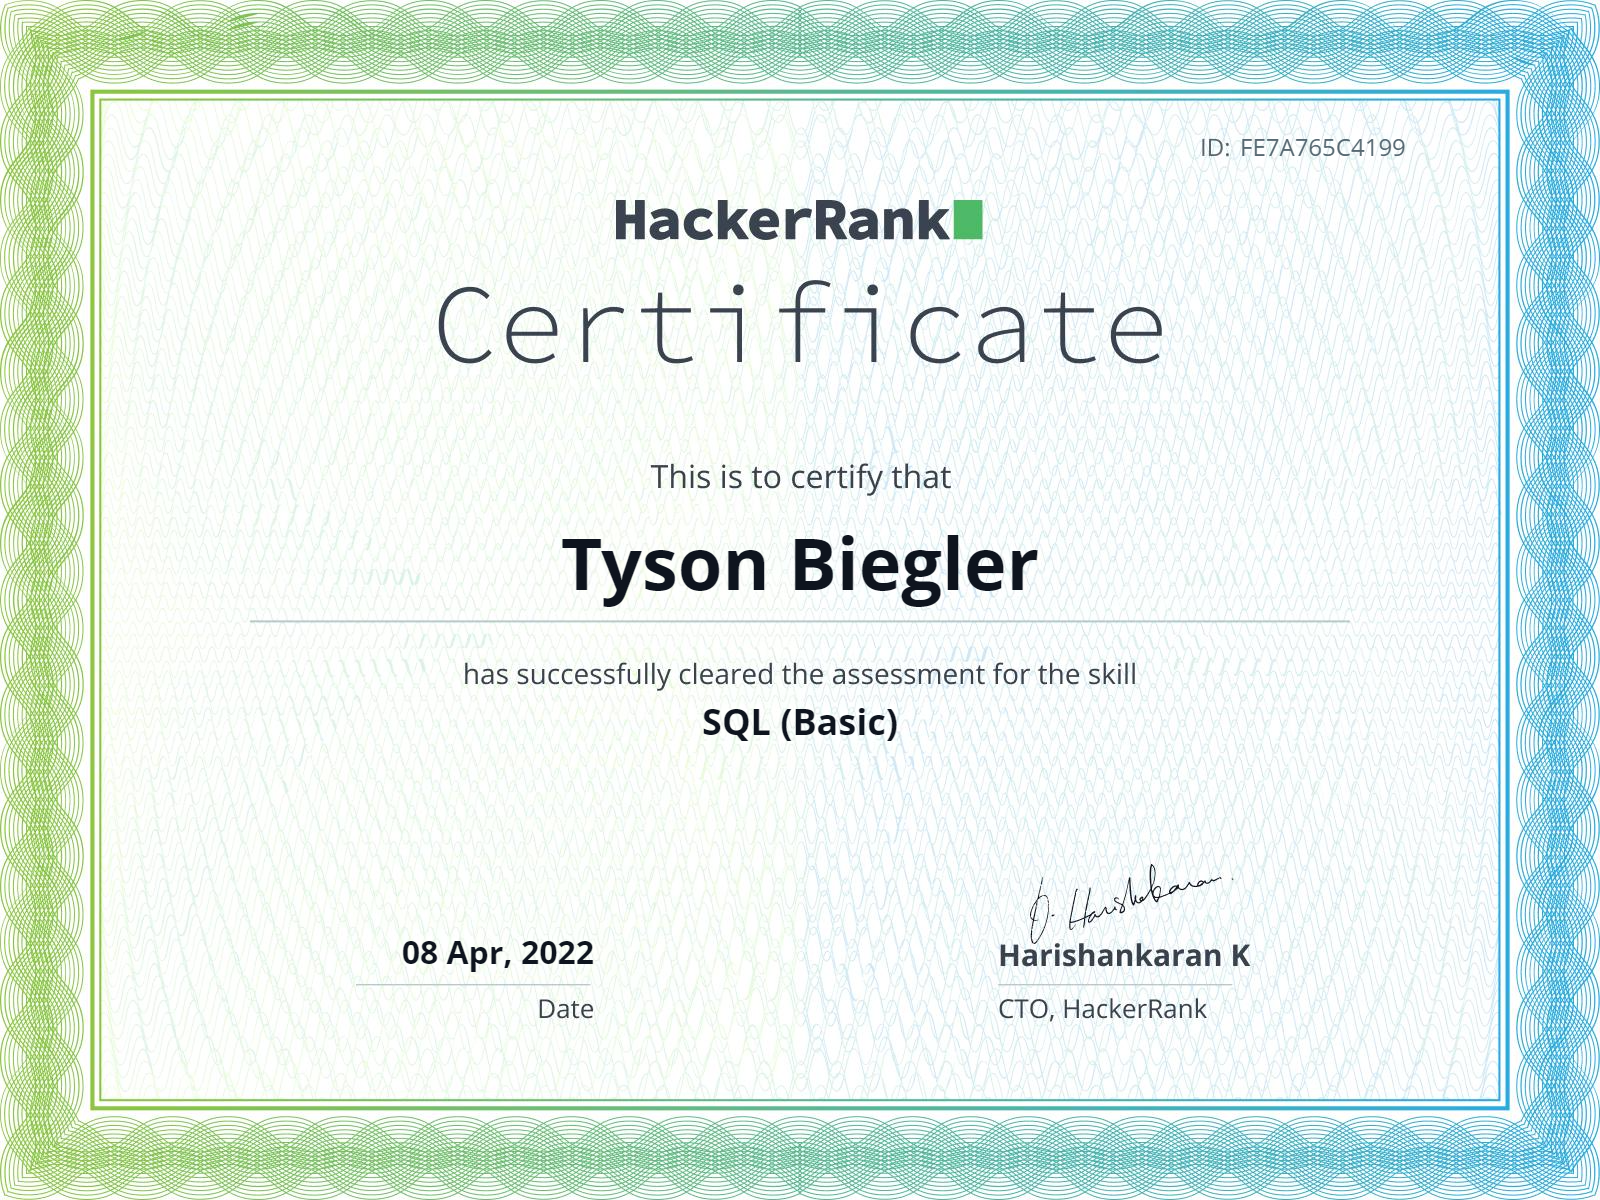 ID: FE7A765C4199
HackerRank
Certificate
This is to certify that
Tyson Biegler
has successfully cleared the assessment for the skill
SQL (Basic)
08 Apr, 2022
Date
Harishankaran K
CTO, HackerRank